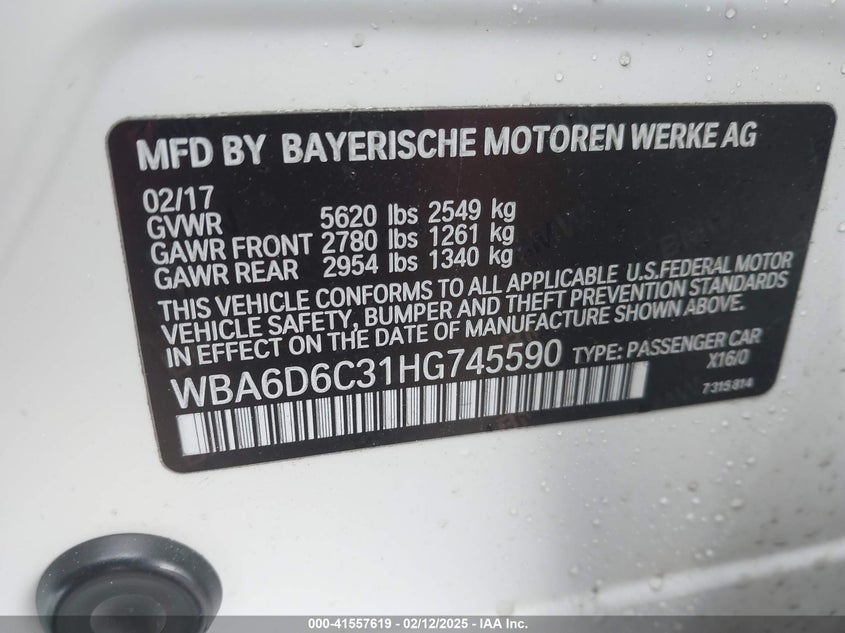 MFD BY BAYERISCHE MOTOREN WERKE AG
02/17
GVWR 5620 lbs 2549 kg
GAWR FRONT 2780 lbs 1261 kg
GAWR REAR 2954 lbs 1340 kg
THIS VEHICLE CONFORMS TO ALL APPLICABLE U.S.FEDERAL MOTOR
VEHICLE SAFETY, BUMPER AND THEFT PREVENTION STANDARDS
IN EFFECT ON THE DATE OF MANUFACTURE SHOWN ABOVE.
WBA6D6C31HG745590 TYPE: PASSENGER CAR
X16/0
7 315 814
000-41557619 - 02/12/2025 - IAA Inc.